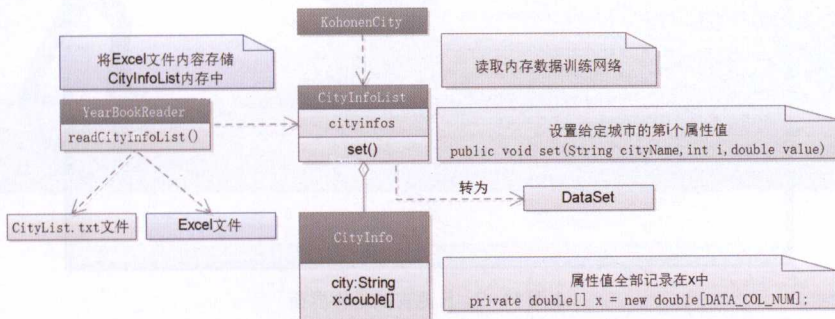 KohonenCity
将Excel文件内容存储
CityInfoList内存中
读取内存数据训练网络
YearBookReader
readCityInfoList()
CityInfoList
cityinfos
set()
设置给定城市的第i个属性值
public void set(String cityName,int i,double value)
转为
DataSet
CityList.txt文件
Excel文件
CityInfo
city:String
x:double[]
属性值全部记录在x中
private double[] x = new double[DATA_COL_NUM];